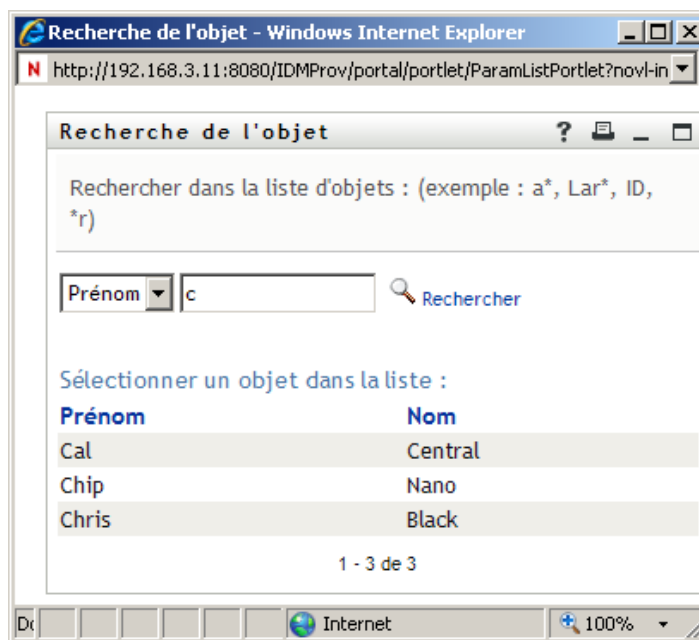 Recherche de l'objet - Windows Internet Explorer
N http://192.168.3.11:8080/IDMProv/portal/portlet/ParamListPortlet?novl-in
Recherche de l'objet ?
Rechercher dans la liste d'objets : (exemple : a*, Lar*, ID,
*r)
Prénom c Rechercher
Sélectionner un objet dans la liste :
Prénom Nom
Cal Central
Chip Nano
Chris Black
1 - 3 de 3
Internet 100%